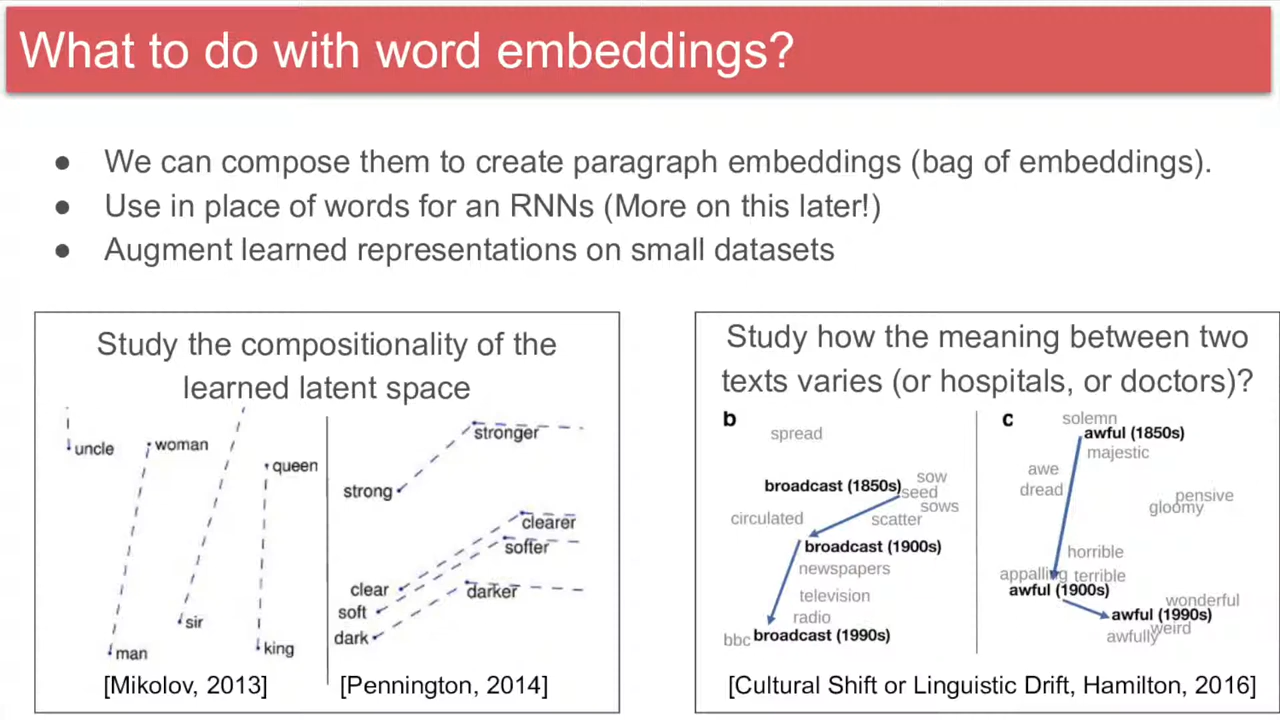 What to do with word embeddings?
● We can compose them to create paragraph embeddings (bag of embeddings).
● Use in place of words for an RNNs (More on this later!)
● Augment learned representations on small datasets
Study the compositionality of the
learned latent space
uncle
woman
queen
sir
man
king
[Mikolov, 2013]
stronger
strong
clearer
softer
clear
soft
darker
dark
[Pennington, 2014]
Study how the meaning between two
texts varies (or hospitals, or doctors)?
b
spread
broadcast (1850s)
sow
seed
sows
circulated
scatter
broadcast (1900s)
newspapers
television
radio
bbc
broadcast (1990s)
c
solemn
awful (1850s)
majestic
awe
dread
pensive
gloomy
horrible
appalling
terrible
awful (1900s)
wonderful
awful (1990s)
weird
awfully
[Cultural Shift or Linguistic Drift, Hamilton, 2016]